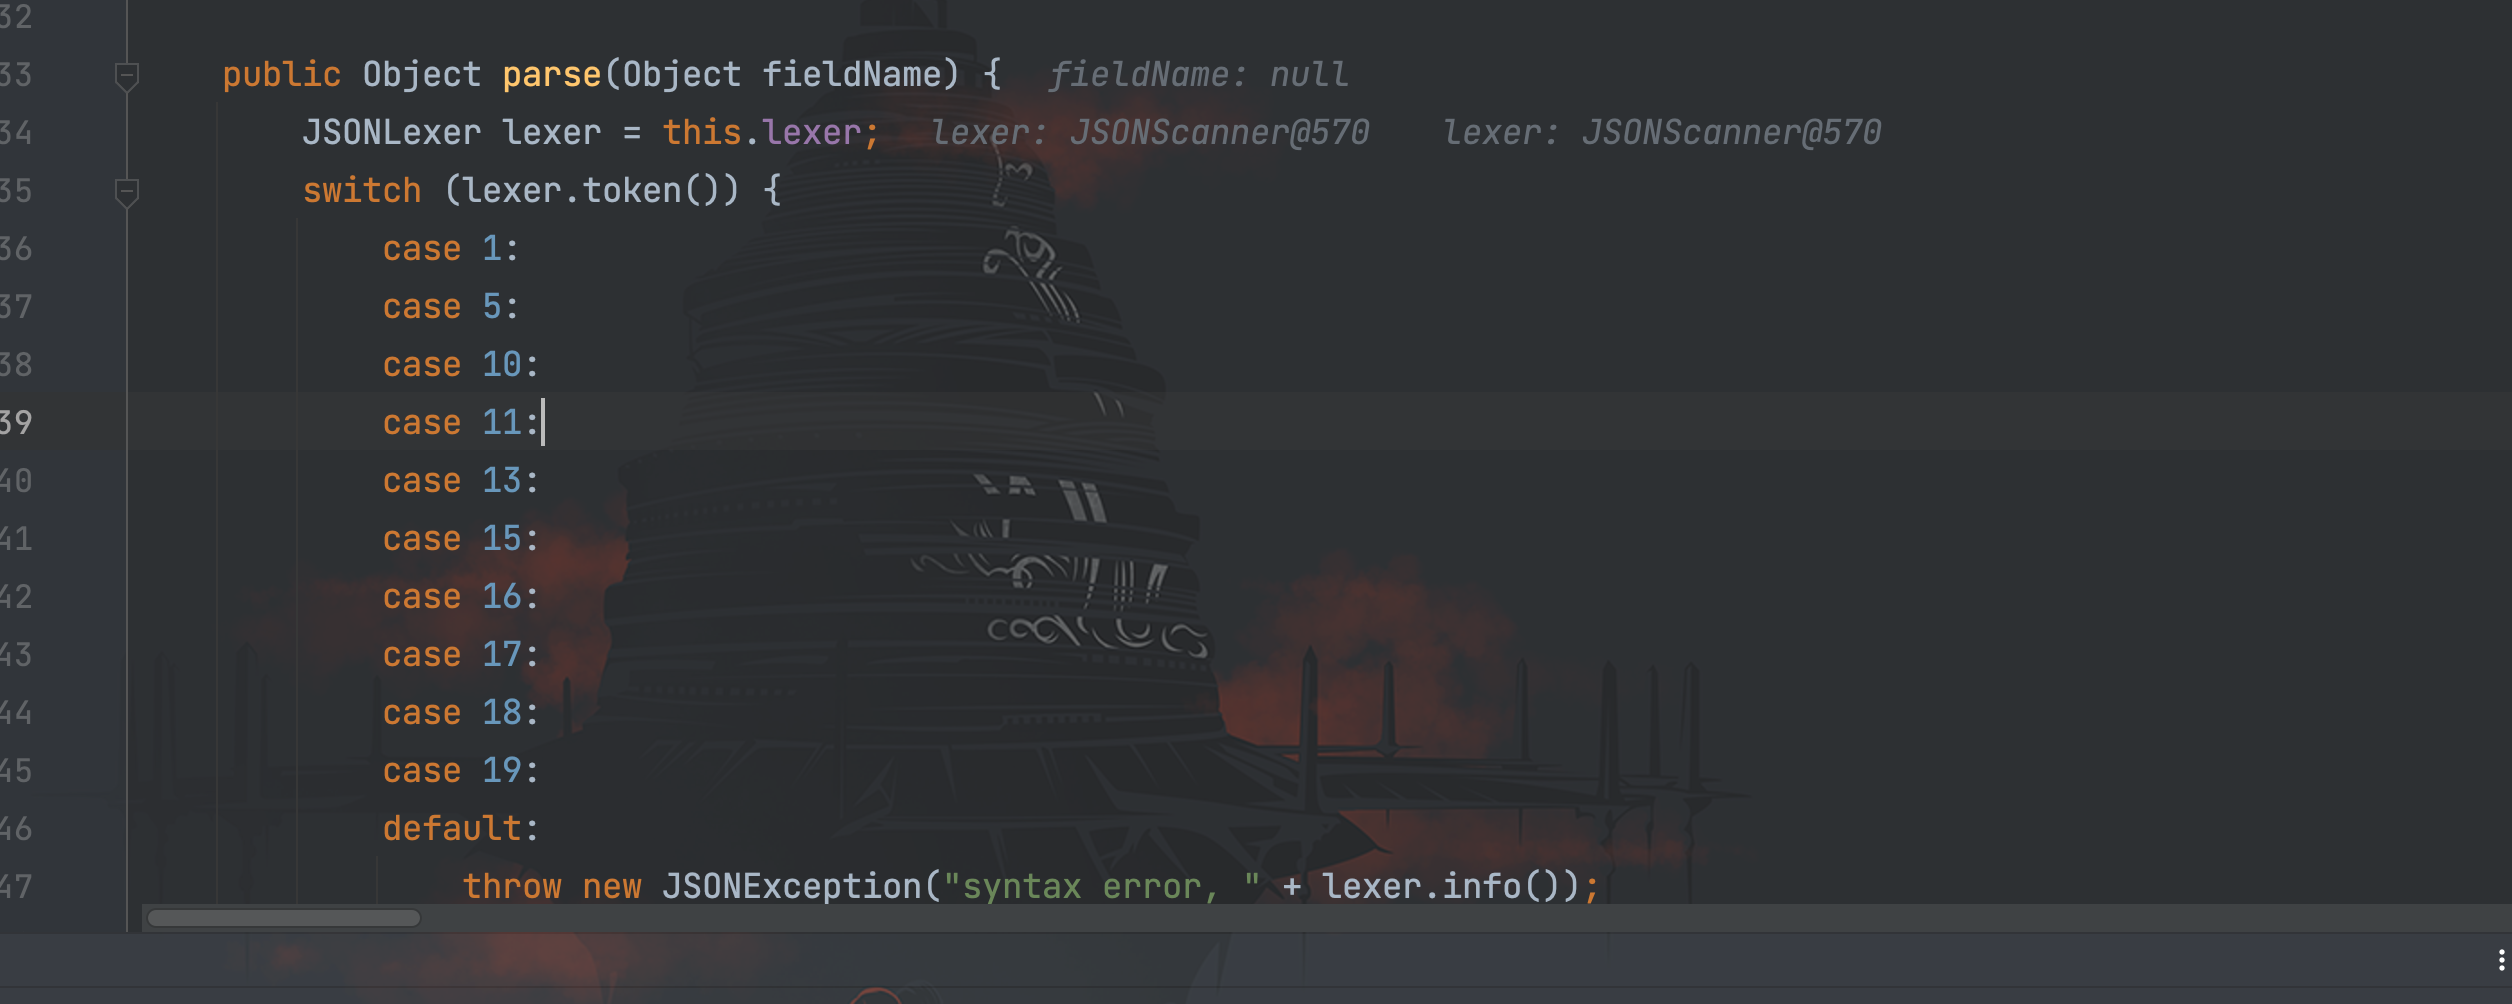 32
33 public Object parse(Object fieldName) { fieldName: null
34 JSONLexer lexer = this.lexer; lexer: JSONScanner@570 lexer: JSONScanner@570
35 switch (lexer.token()) {
36 case 1:
37 case 5:
38 case 10:
39 case 11:
40 case 13:
41 case 15:
42 case 16:
43 case 17:
44 case 18:
45 case 19:
46 default:
47 throw new JSONException("syntax error, " + lexer.info());